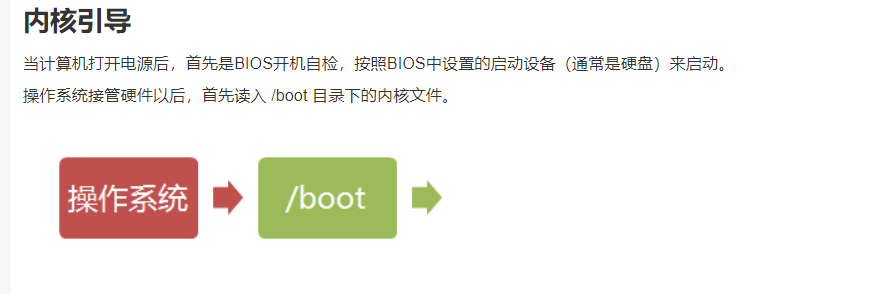 内核引导
当计算机打开电源后，首先是BIOS开机自检，按照BIOS中设置的启动设备（通常是硬盘）来启动。
操作系统接管硬件以后，首先读入 /boot 目录下的内核文件。
操作系统
/boot